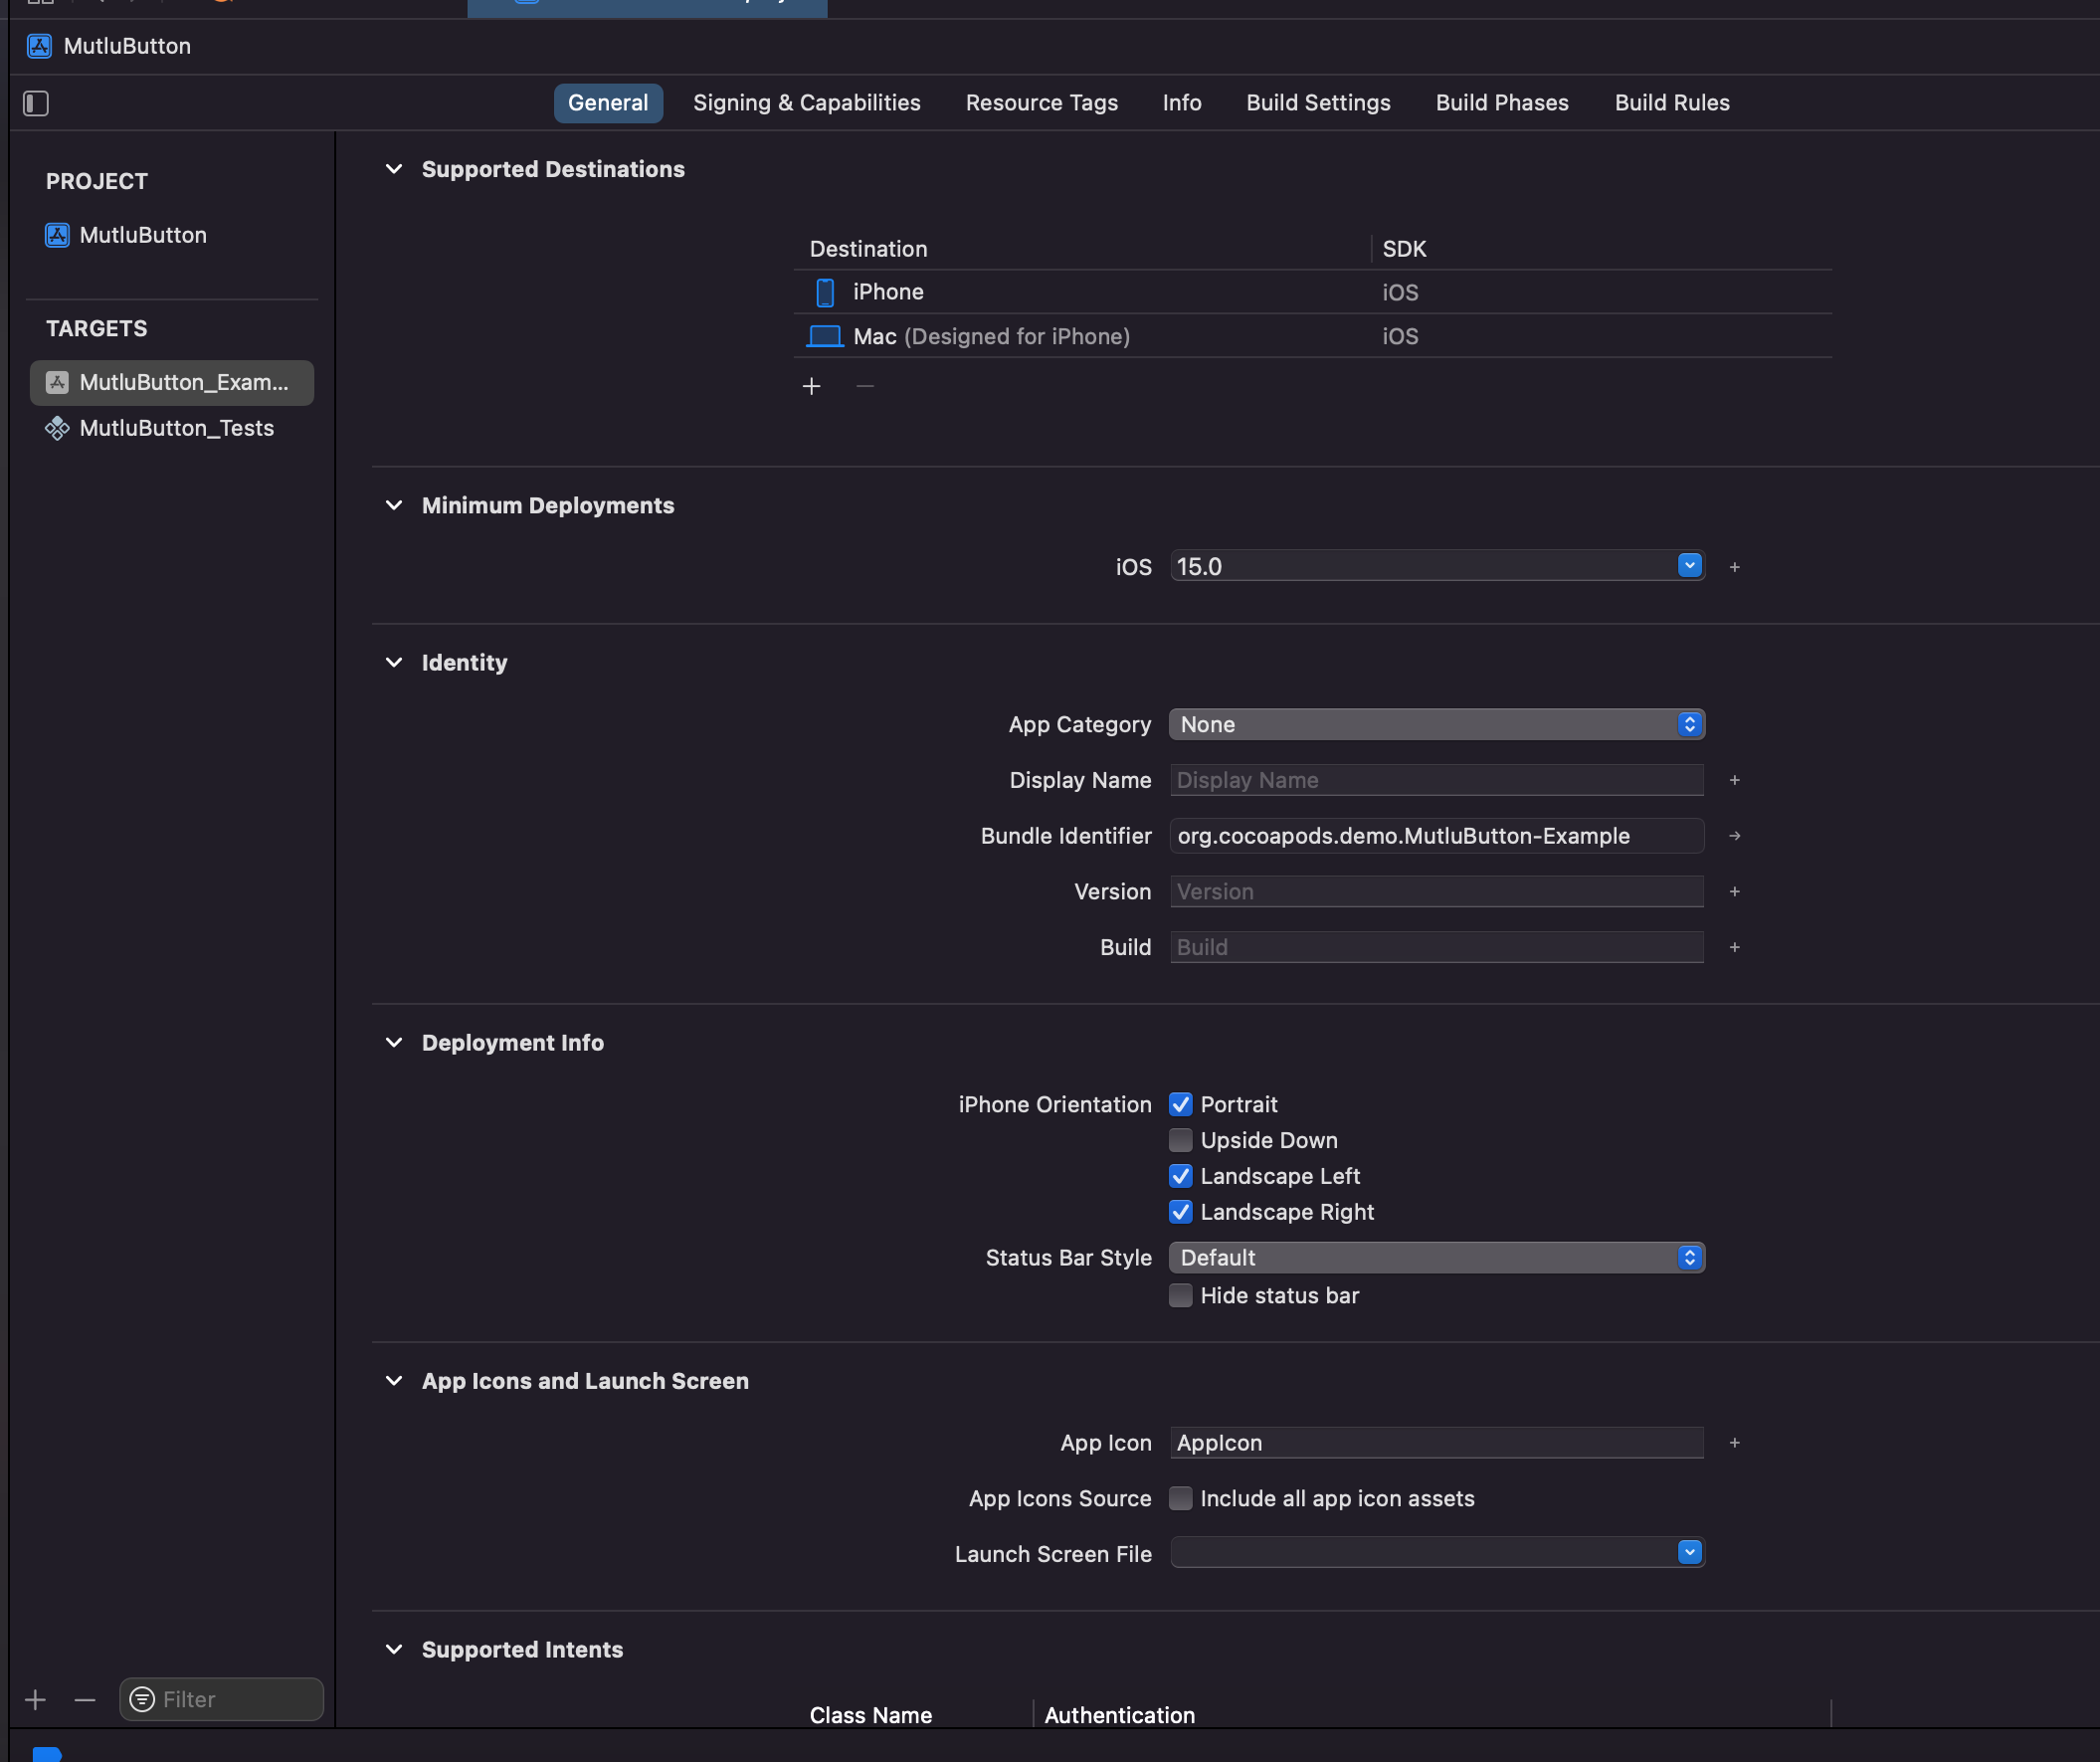 MutluButton
General Signing & Capabilities Resource Tags Info Build Settings Build Phases Build Rules
PROJECT
MutluButton
TARGETS
MutluButton_Exam...
MutluButton_Tests
Supported Destinations
Destination SDK
iPhone iOS
Mac (Designed for iPhone) iOS
Minimum Deployments
iOS 15.0
Identity
App Category None
Display Name Display Name
Bundle Identifier org.cocoapods.demo.MutluButton-Example
Version Version
Build Build
Deployment Info
iPhone Orientation Portrait
Upside Down
Landscape Left
Landscape Right
Status Bar Style Default
Hide status bar
App Icons and Launch Screen
App Icon AppIcon
App Icons Source Include all app icon assets
Launch Screen File
Supported Intents
Class Name Authentication
Filter